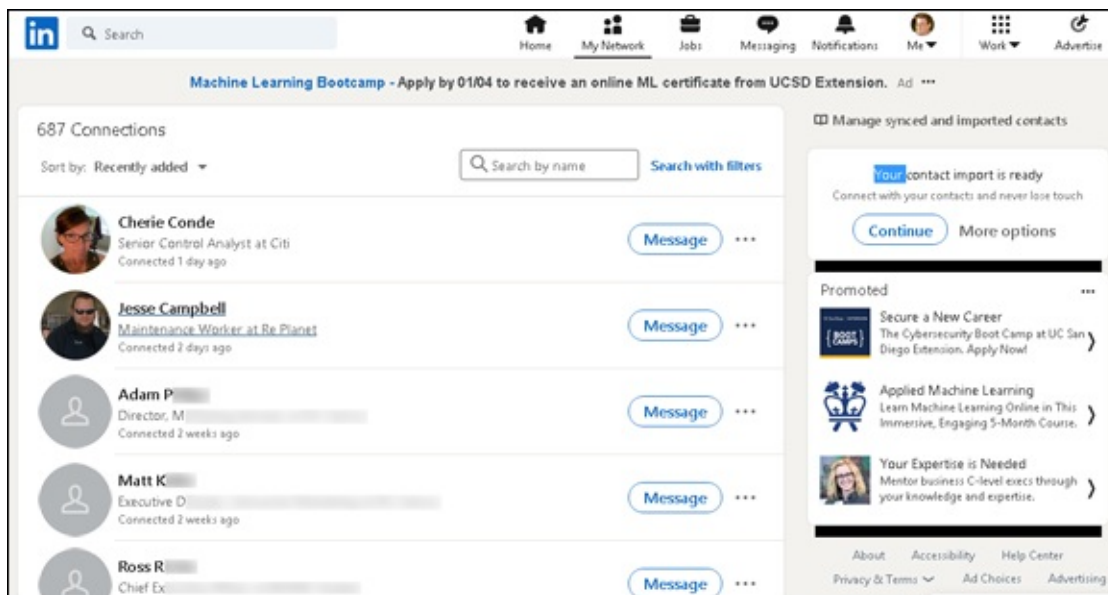 in
Search
Home
My Network
Jobs
Messaging
Notifications
Me
Work
Advertise
Machine Learning Bootcamp - Apply by 01/04 to receive an online ML certificate from UCSD Extension. Ad ...
687 Connections
Sort by: Recently added
Search by name
Search with filters
Cherie Conde
Senior Control Analyst at Citi
Connected 1 day ago
Message
Jesse Campbell
Maintenance Worker at Re Planet
Connected 2 days ago
Message
Adam P
Director, M
Connected 2 weeks ago
Message
Matt K
Executive D
Connected 2 weeks ago
Message
Ross R
Chief Ex
Message
Manage synced and imported contacts
Your contact import is ready
Connect with your contacts and never lose touch
Continue
More options
Promoted
{ BOOT CAMPS }
Secure a New Career
The Cybersecurity Boot Camp at UC San
Diego Extension. Apply Now!
Applied Machine Learning
Learn Machine Learning Online in This
Immersive, Engaging 5-Month Course.
Your Expertise is Needed
Mentor business C-level execs through
your knowledge and expertise.
About Accessibility Help Center
Privacy & Terms Ad Choices Advertising